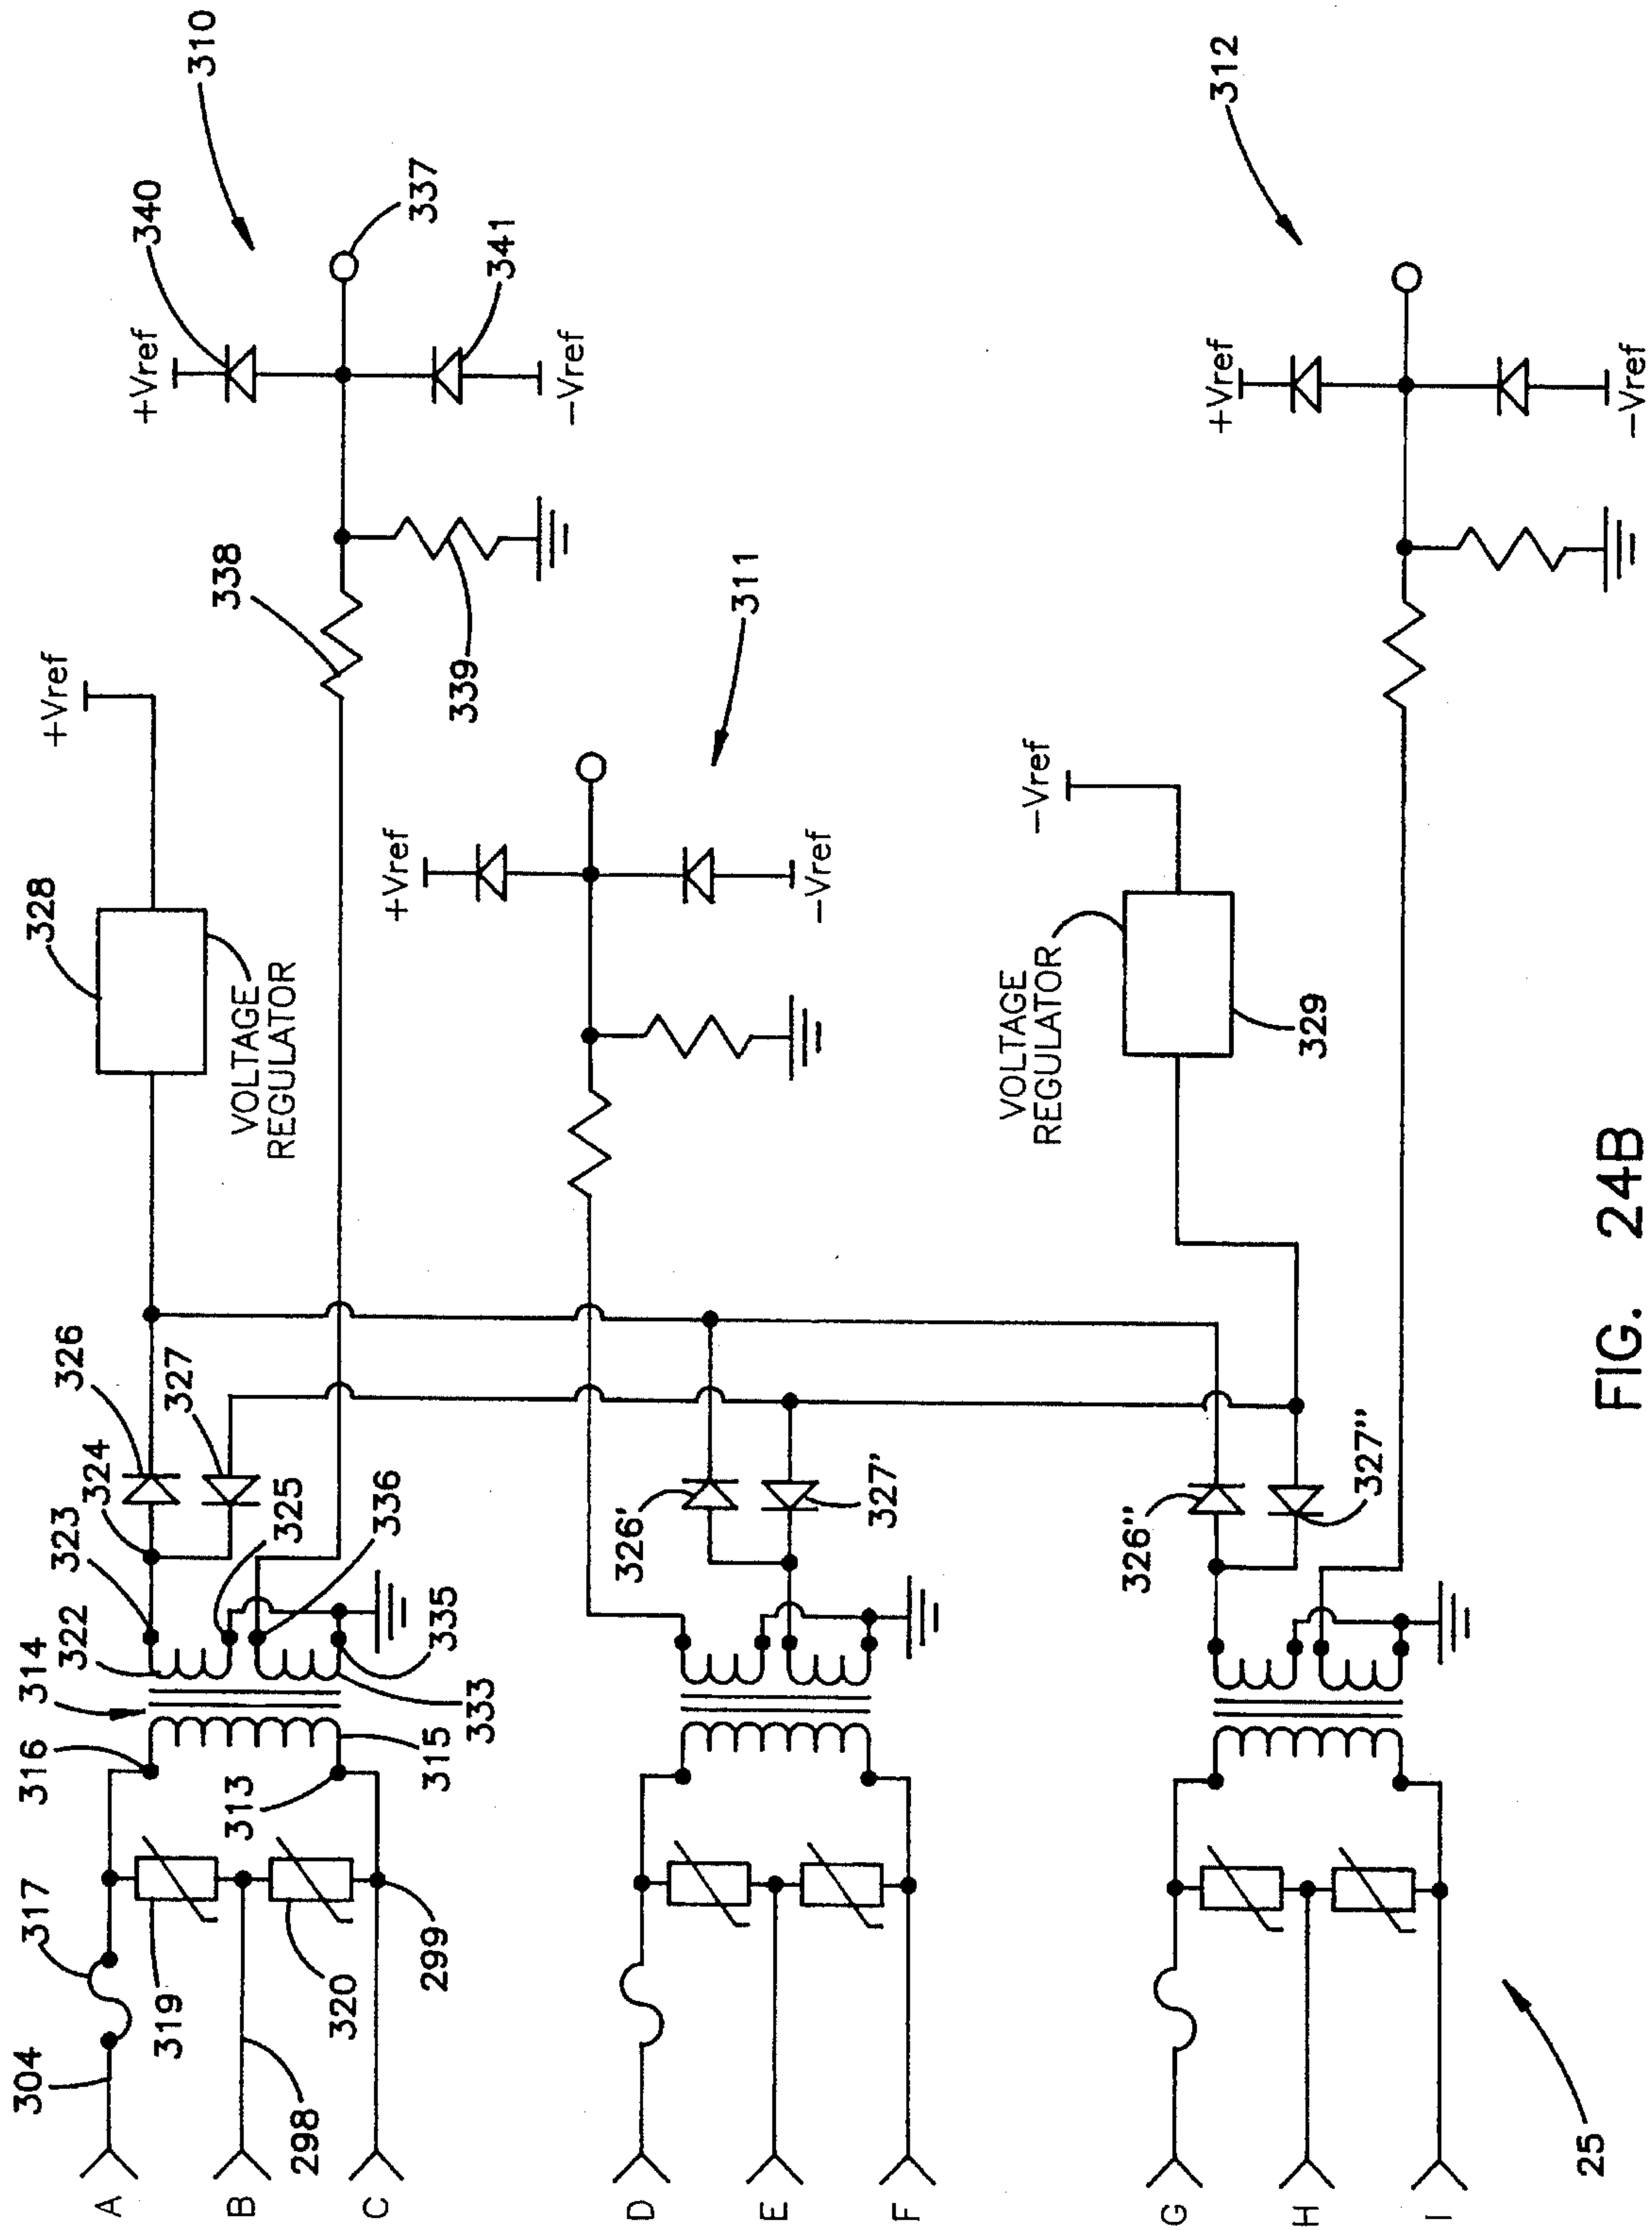 310
340
+Vref
337
341
-Vref
338
339
+Vref
328
VOLTAGE
REGULATOR
326
327
324
323
325
336
322
314
335
333
316
315
313
317
319
320
299
304
298
A
B
C
311
+Vref
-Vref
326'
327'
D
E
F
312
+Vref
-Vref
-Vref
VOLTAGE
REGULATOR
329
326"
327"
G
H
I
25
FIG. 24B